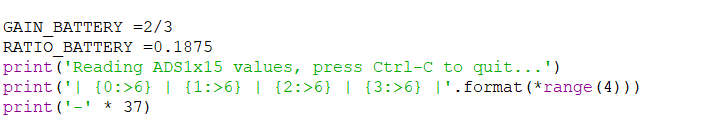 GAIN_BATTERY =2/3
RATIO_BATTERY =0.1875
print('Reading ADS1x15 values, press Ctrl-C to quit...')
print('| {0:>6} | {1:>6} | {2:>6} | {3:>6} |'.format(*range(4)))
print('-' * 37)